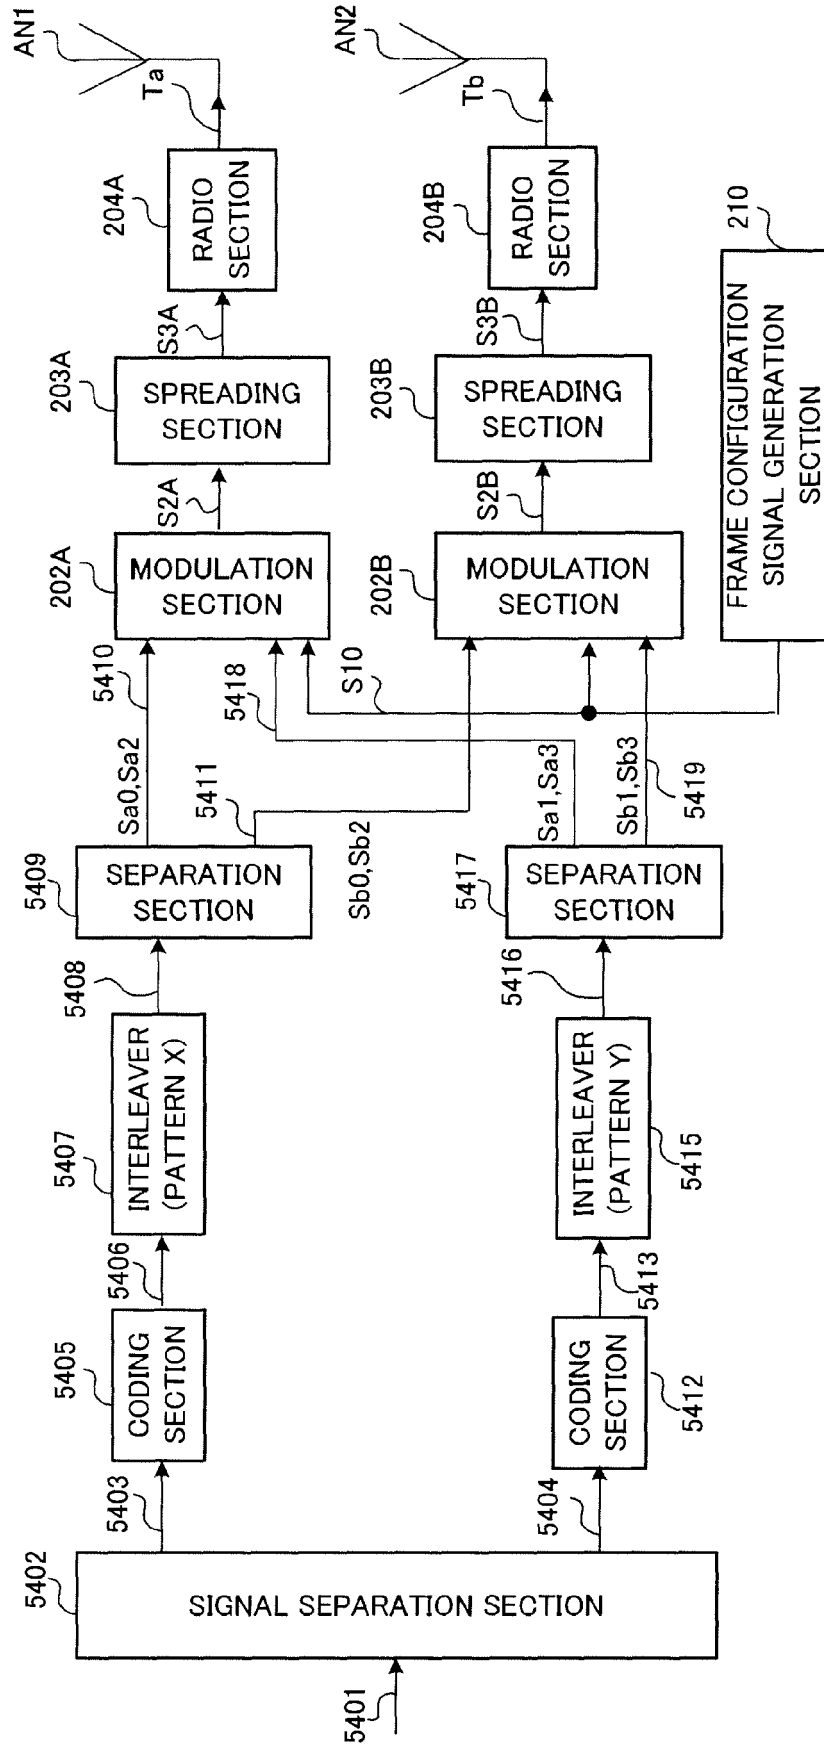 AN1
Ta
204A
RADIO
SECTION
S3A
203A
SPREADING
SECTION
S2A
202A
MODULATION
SECTION
AN2
Tb
204B
RADIO
SECTION
S3B
203B
SPREADING
SECTION
S2B
202B
MODULATION
SECTION
210
FRAME CONFIGURATION
SIGNAL GENERATION
SECTION
S10
5410
Sa0,Sa2
5418
5411
Sb0,Sb2
Sa1,Sa3
Sb1,Sb3
5419
5409
SEPARATION
SECTION
5417
SEPARATION
SECTION
5408
5416
5407
INTERLEAVER
(PATTERN X)
INTERLEAVER
(PATTERN Y)
5415
5406
5413
5405
CODING
SECTION
CODING
SECTION
5412
5403
5404
5402
SIGNAL SEPARATION SECTION
5401